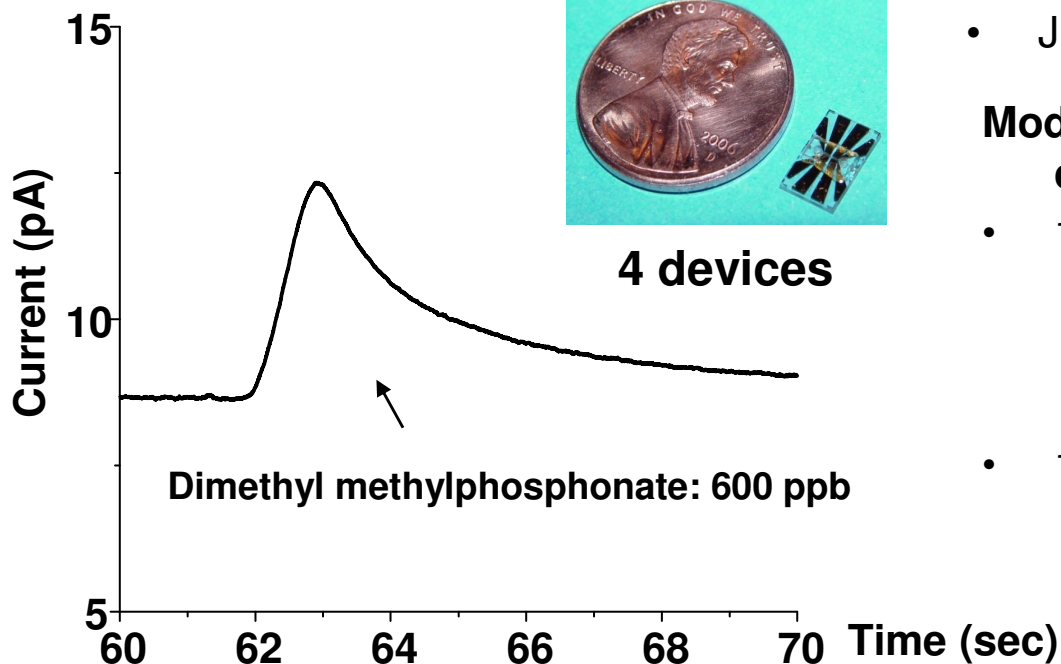 15
10
5
Current (pA)
IN GOD WE TRUST
LIBERTY
2006
D
4 devices
Dimethyl methylphosphonate: 600 ppb
60 62 64 66 68 70 Time (sec)
• J
Mod
•
•